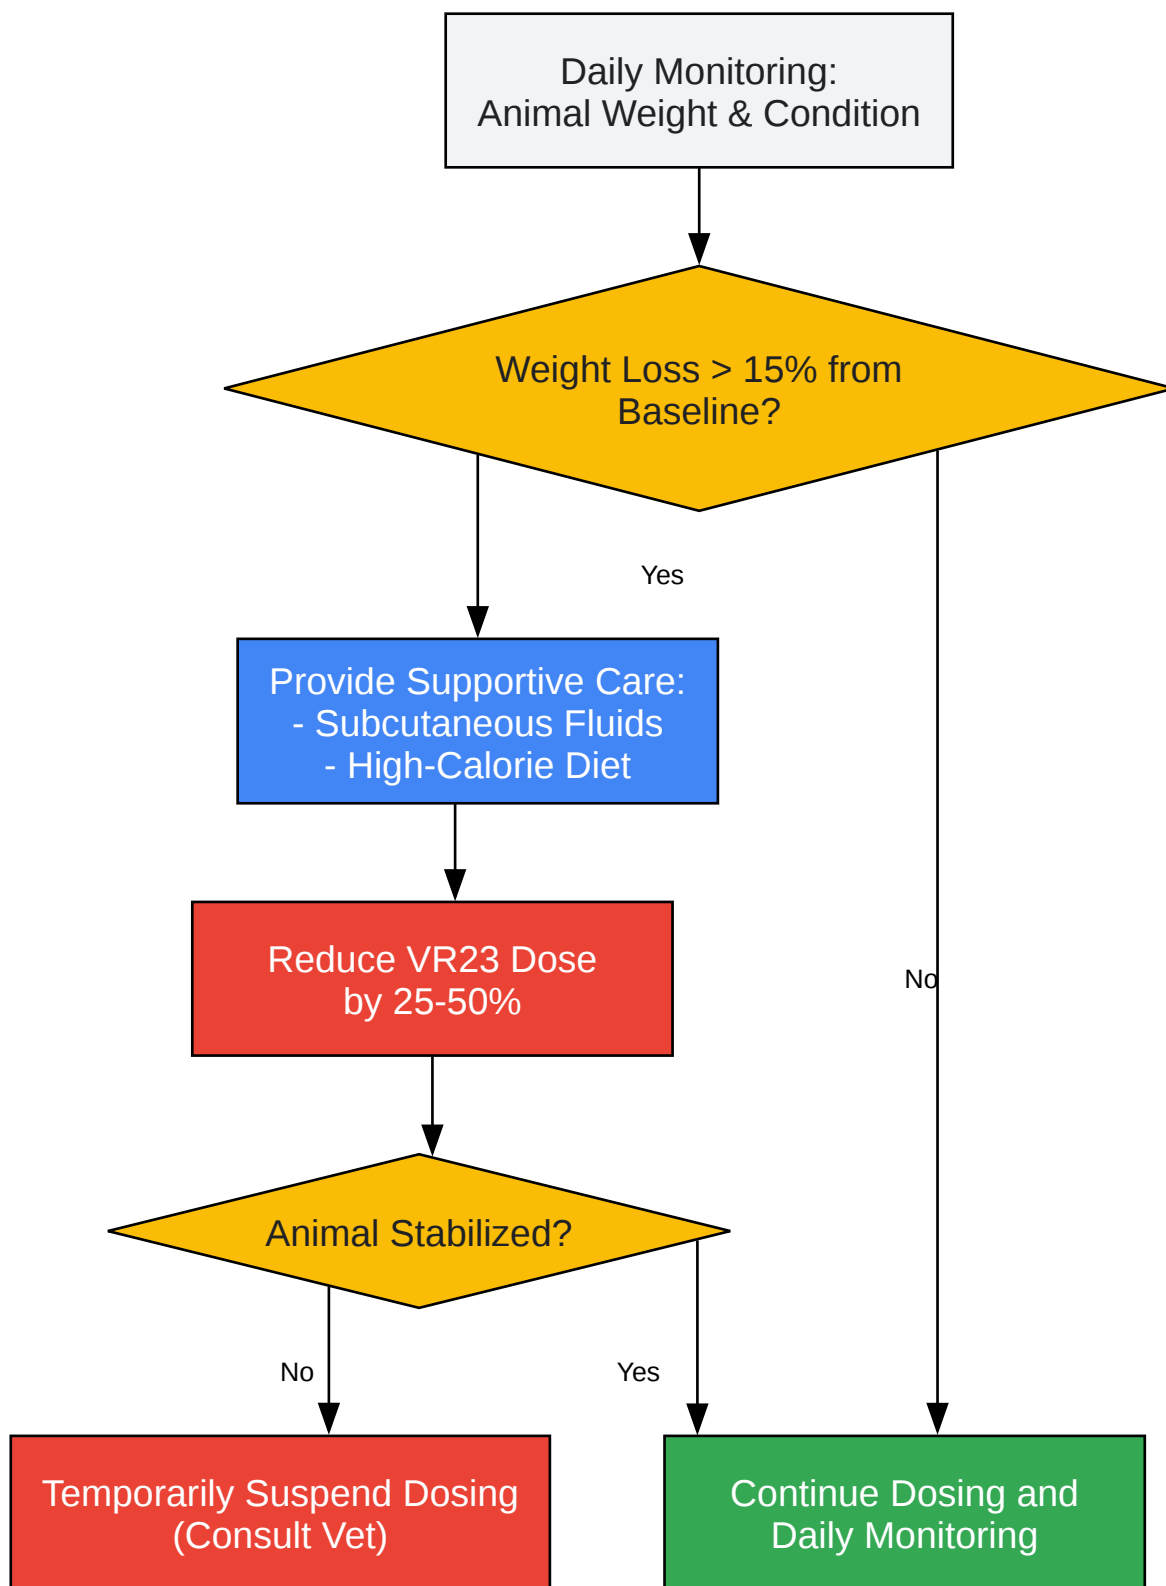 Daily Monitoring:
Animal Weight & Condition
Weight Loss > 15% from
Baseline?
Yes
Provide Supportive Care:
- Subcutaneous Fluids
- High-Calorie Diet
Reduce VR23 Dose
by 25-50%
No
Animal Stabilized?
No
Yes
Temporarily Suspend Dosing
(Consult Vet)
Continue Dosing and
Daily Monitoring